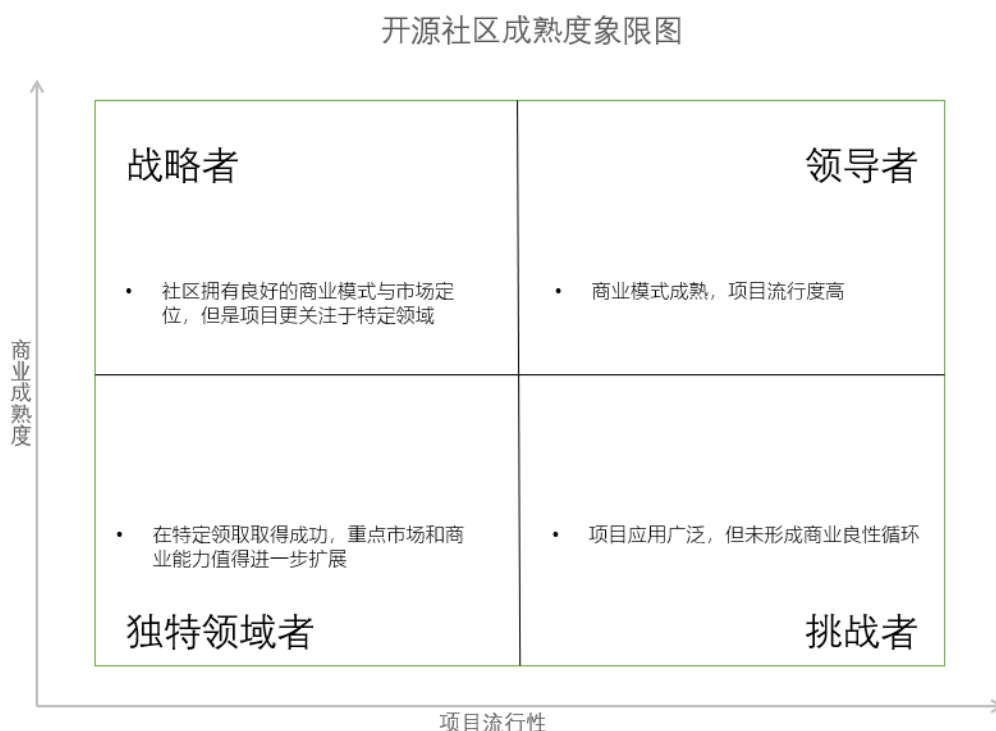 开源社区成熟度象限图
战略者
领导者
• 社区拥有良好的商业模式与市场定
位，但是项目更关注于特定领域
• 商业模式成熟，项目流行度高
商业成熟度
• 在特定领取取得成功，重点市场和商
业能力值得进一步扩展
• 项目应用广泛，但未形成商业良性循环
独特领域者
挑战者
项目流行性